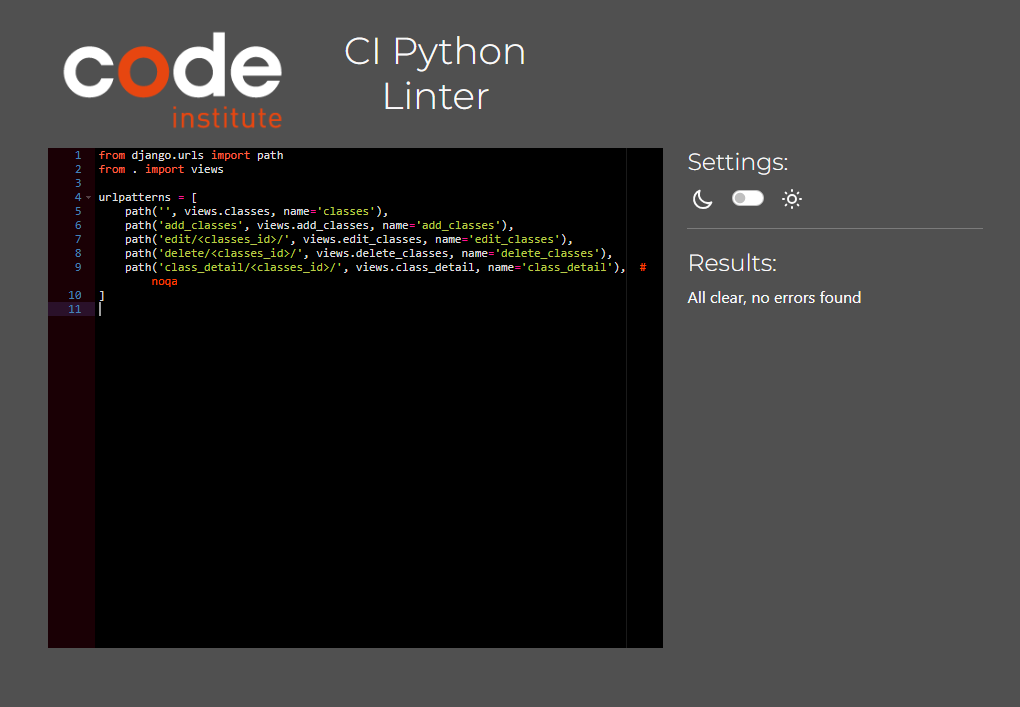 code
institute
CI Python
Linter
1 from django.urls import path
2 from . import views
3
4 urlpatterns = [
5     path('', views.classes, name='classes'),
6     path('add_classes', views.add_classes, name='add_classes'),
7     path('edit/<classes_id>/', views.edit_classes, name='edit_classes'),
8     path('delete/<classes_id>/', views.delete_classes, name='delete_classes'),
9     path('class_detail/<classes_id>/', views.class_detail, name='class_detail'),  #
noqa
10 ]
11
Settings:
Results:
All clear, no errors found